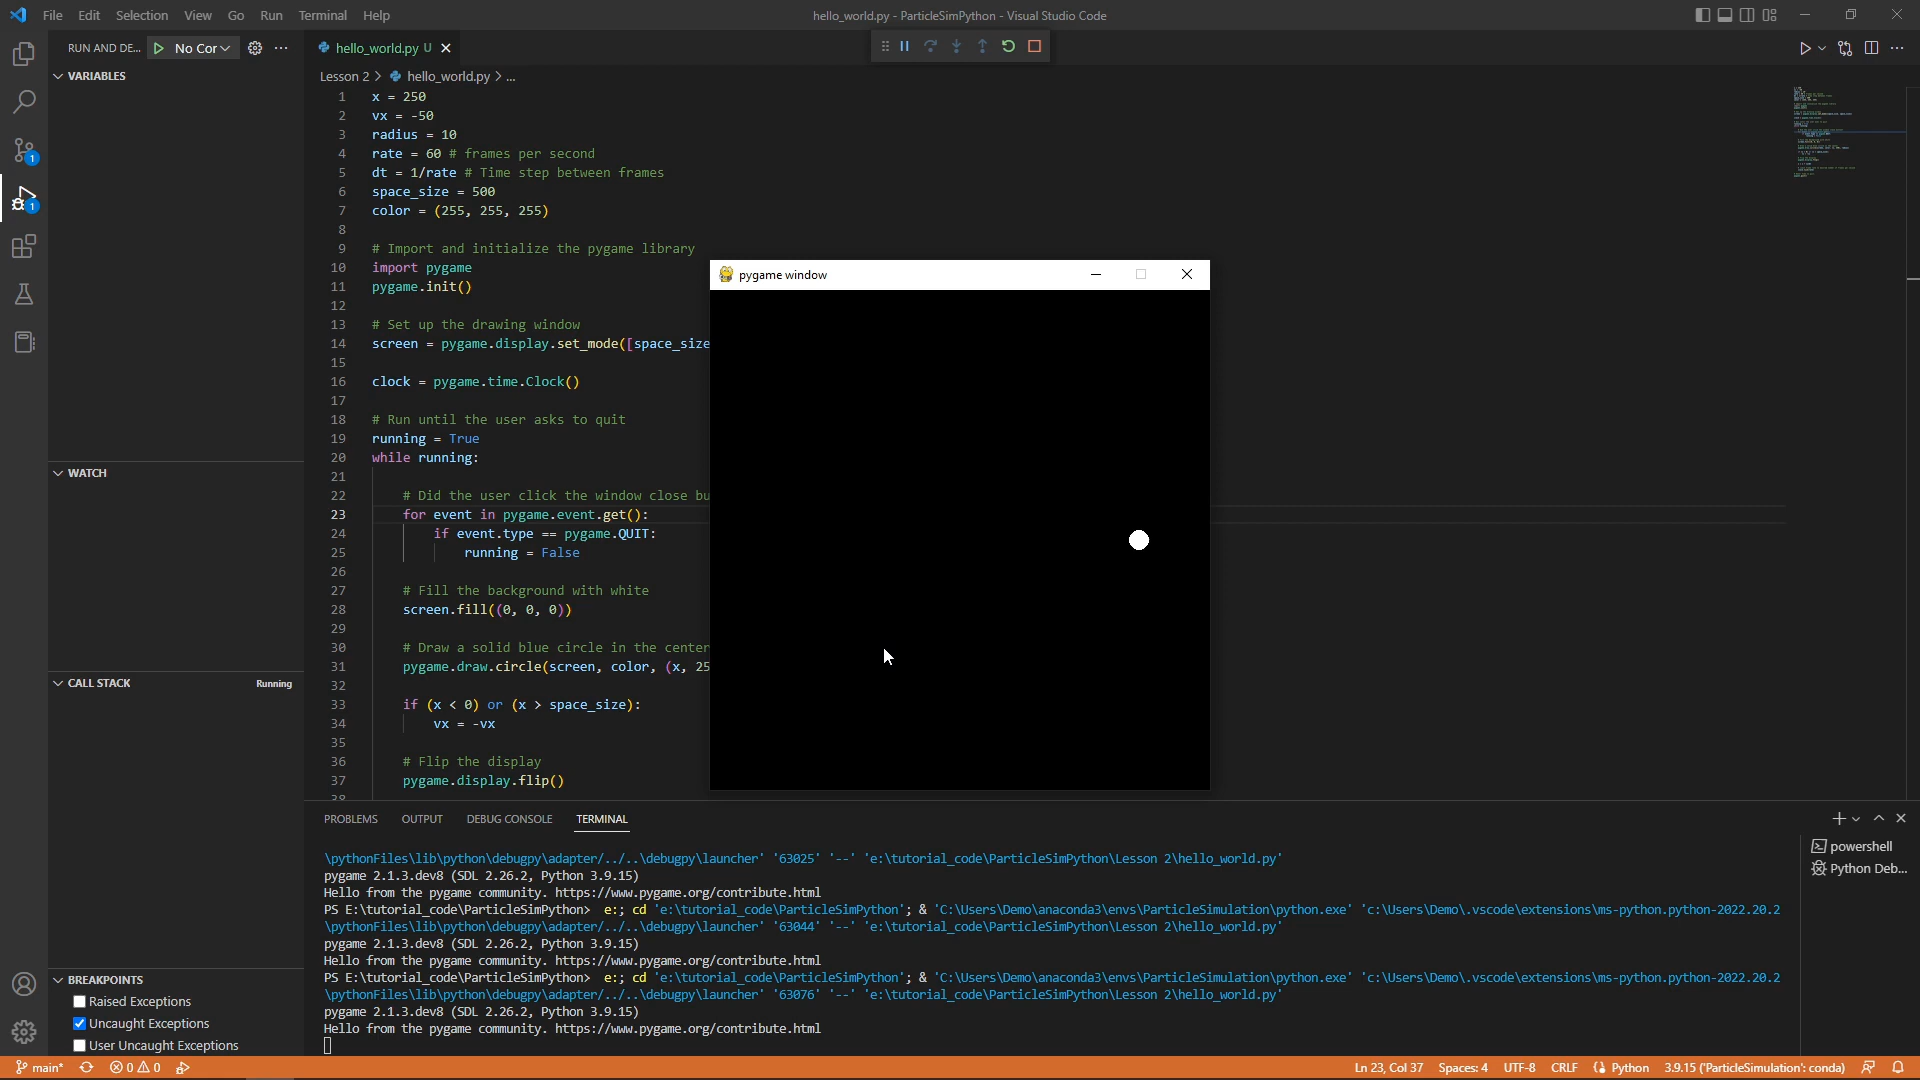 File Edit Selection View Go Run Terminal Help
hello_world.py - ParticleSimPython - Visual Studio Code
RUN AND DE... No Cor
hello_world.py U
VARIABLES
Lesson 2 > hello_world.py > ...
1 x = 250
2 vx = -50
3 radius = 10
4 rate = 60 # frames per second
5 dt = 1/rate # Time step between frames
6 space_size = 500
7 color = (255, 255, 255)
8
9 # Import and initialize the pygame library
10 import pygame
11 pygame.init()
12
13 # Set up the drawing window
14 screen = pygame.display.set_mode([space_size
15
16 clock = pygame.time.Clock()
17
18 # Run until the user asks to quit
19 running = True
20 while running:
21
22 # Did the user click the window close bu
23 for event in pygame.event.get():
24 if event.type == pygame.QUIT:
25 running = False
26
27 # Fill the background with white
28 screen.fill((0, 0, 0))
29
30 # Draw a solid blue circle in the center
31 pygame.draw.circle(screen, color, (x, 25
32
33 if (x < 0) or (x > space_size):
34 vx = -vx
35
36 # Flip the display
37 pygame.display.flip()
38
pygame window
1
1
WATCH
CALL STACK Running
BREAKPOINTS
Raised Exceptions
Uncaught Exceptions
User Uncaught Exceptions
PROBLEMS OUTPUT DEBUG CONSOLE TERMINAL
\pythonFiles\lib\python\debugpy\adapter/../..\debugpy\launcher' '63025' '--' 'e:\tutorial_code\ParticleSimPython\Lesson 2\hello_world.py'
pygame 2.1.3.dev8 (SDL 2.26.2, Python 3.9.15)
Hello from the pygame community. https://www.pygame.org/contribute.html
PS E:\tutorial_code\ParticleSimPython> e:; cd 'e:\tutorial_code\ParticleSimPython'; & 'C:\Users\Demo\anaconda3\envs\ParticleSimulation\python.exe' 'c:\Users\Demo\.vscode\extensions\ms-python.python-2022.20.2
\pythonFiles\lib\python\debugpy\adapter/../..\debugpy\launcher' '63044' '--' 'e:\tutorial_code\ParticleSimPython\Lesson 2\hello_world.py'
pygame 2.1.3.dev8 (SDL 2.26.2, Python 3.9.15)
Hello from the pygame community. https://www.pygame.org/contribute.html
PS E:\tutorial_code\ParticleSimPython> e:; cd 'e:\tutorial_code\ParticleSimPython'; & 'C:\Users\Demo\anaconda3\envs\ParticleSimulation\python.exe' 'c:\Users\Demo\.vscode\extensions\ms-python.python-2022.20.2
\pythonFiles\lib\python\debugpy\adapter/../..\debugpy\launcher' '63076' '--' 'e:\tutorial_code\ParticleSimPython\Lesson 2\hello_world.py'
pygame 2.1.3.dev8 (SDL 2.26.2, Python 3.9.15)
Hello from the pygame community. https://www.pygame.org/contribute.html
powershell
Python Deb...
main* 0 0
Ln 23, Col 37 Spaces: 4 UTF-8 CRLF Python 3.9.15 ('ParticleSimulation': conda)